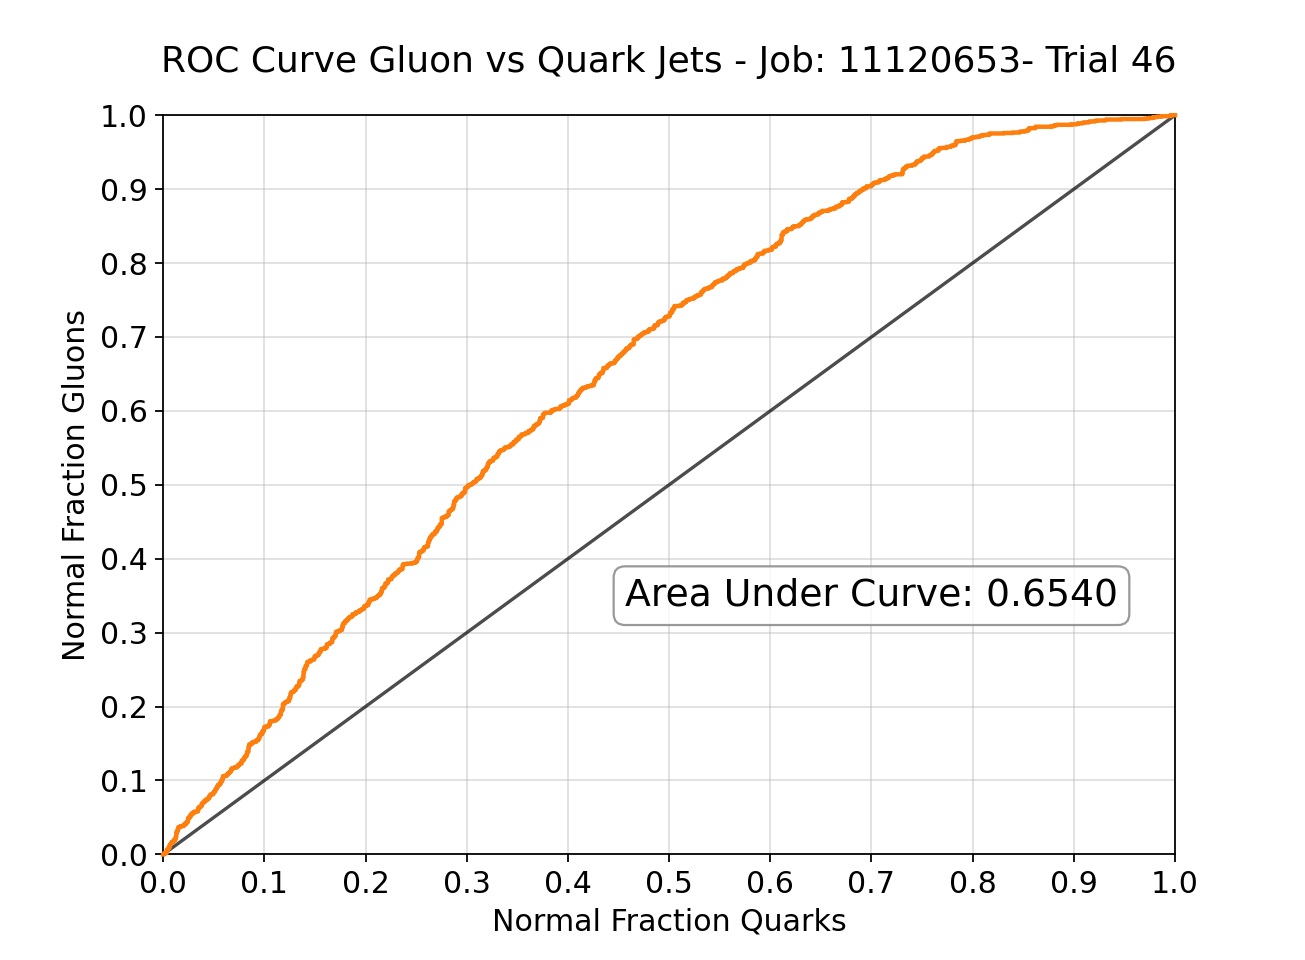 ROC Curve Gluon vs Quark Jets - Job: 11120653- Trial 46
1.0
0.9
0.8
0.7
0.6
0.5
0.4
0.3
0.2
0.1
0.0
Normal Fraction Gluons
Area Under Curve: 0.6540
0.0 0.1 0.2 0.3 0.4 0.5 0.6 0.7 0.8 0.9 1.0
Normal Fraction Quarks